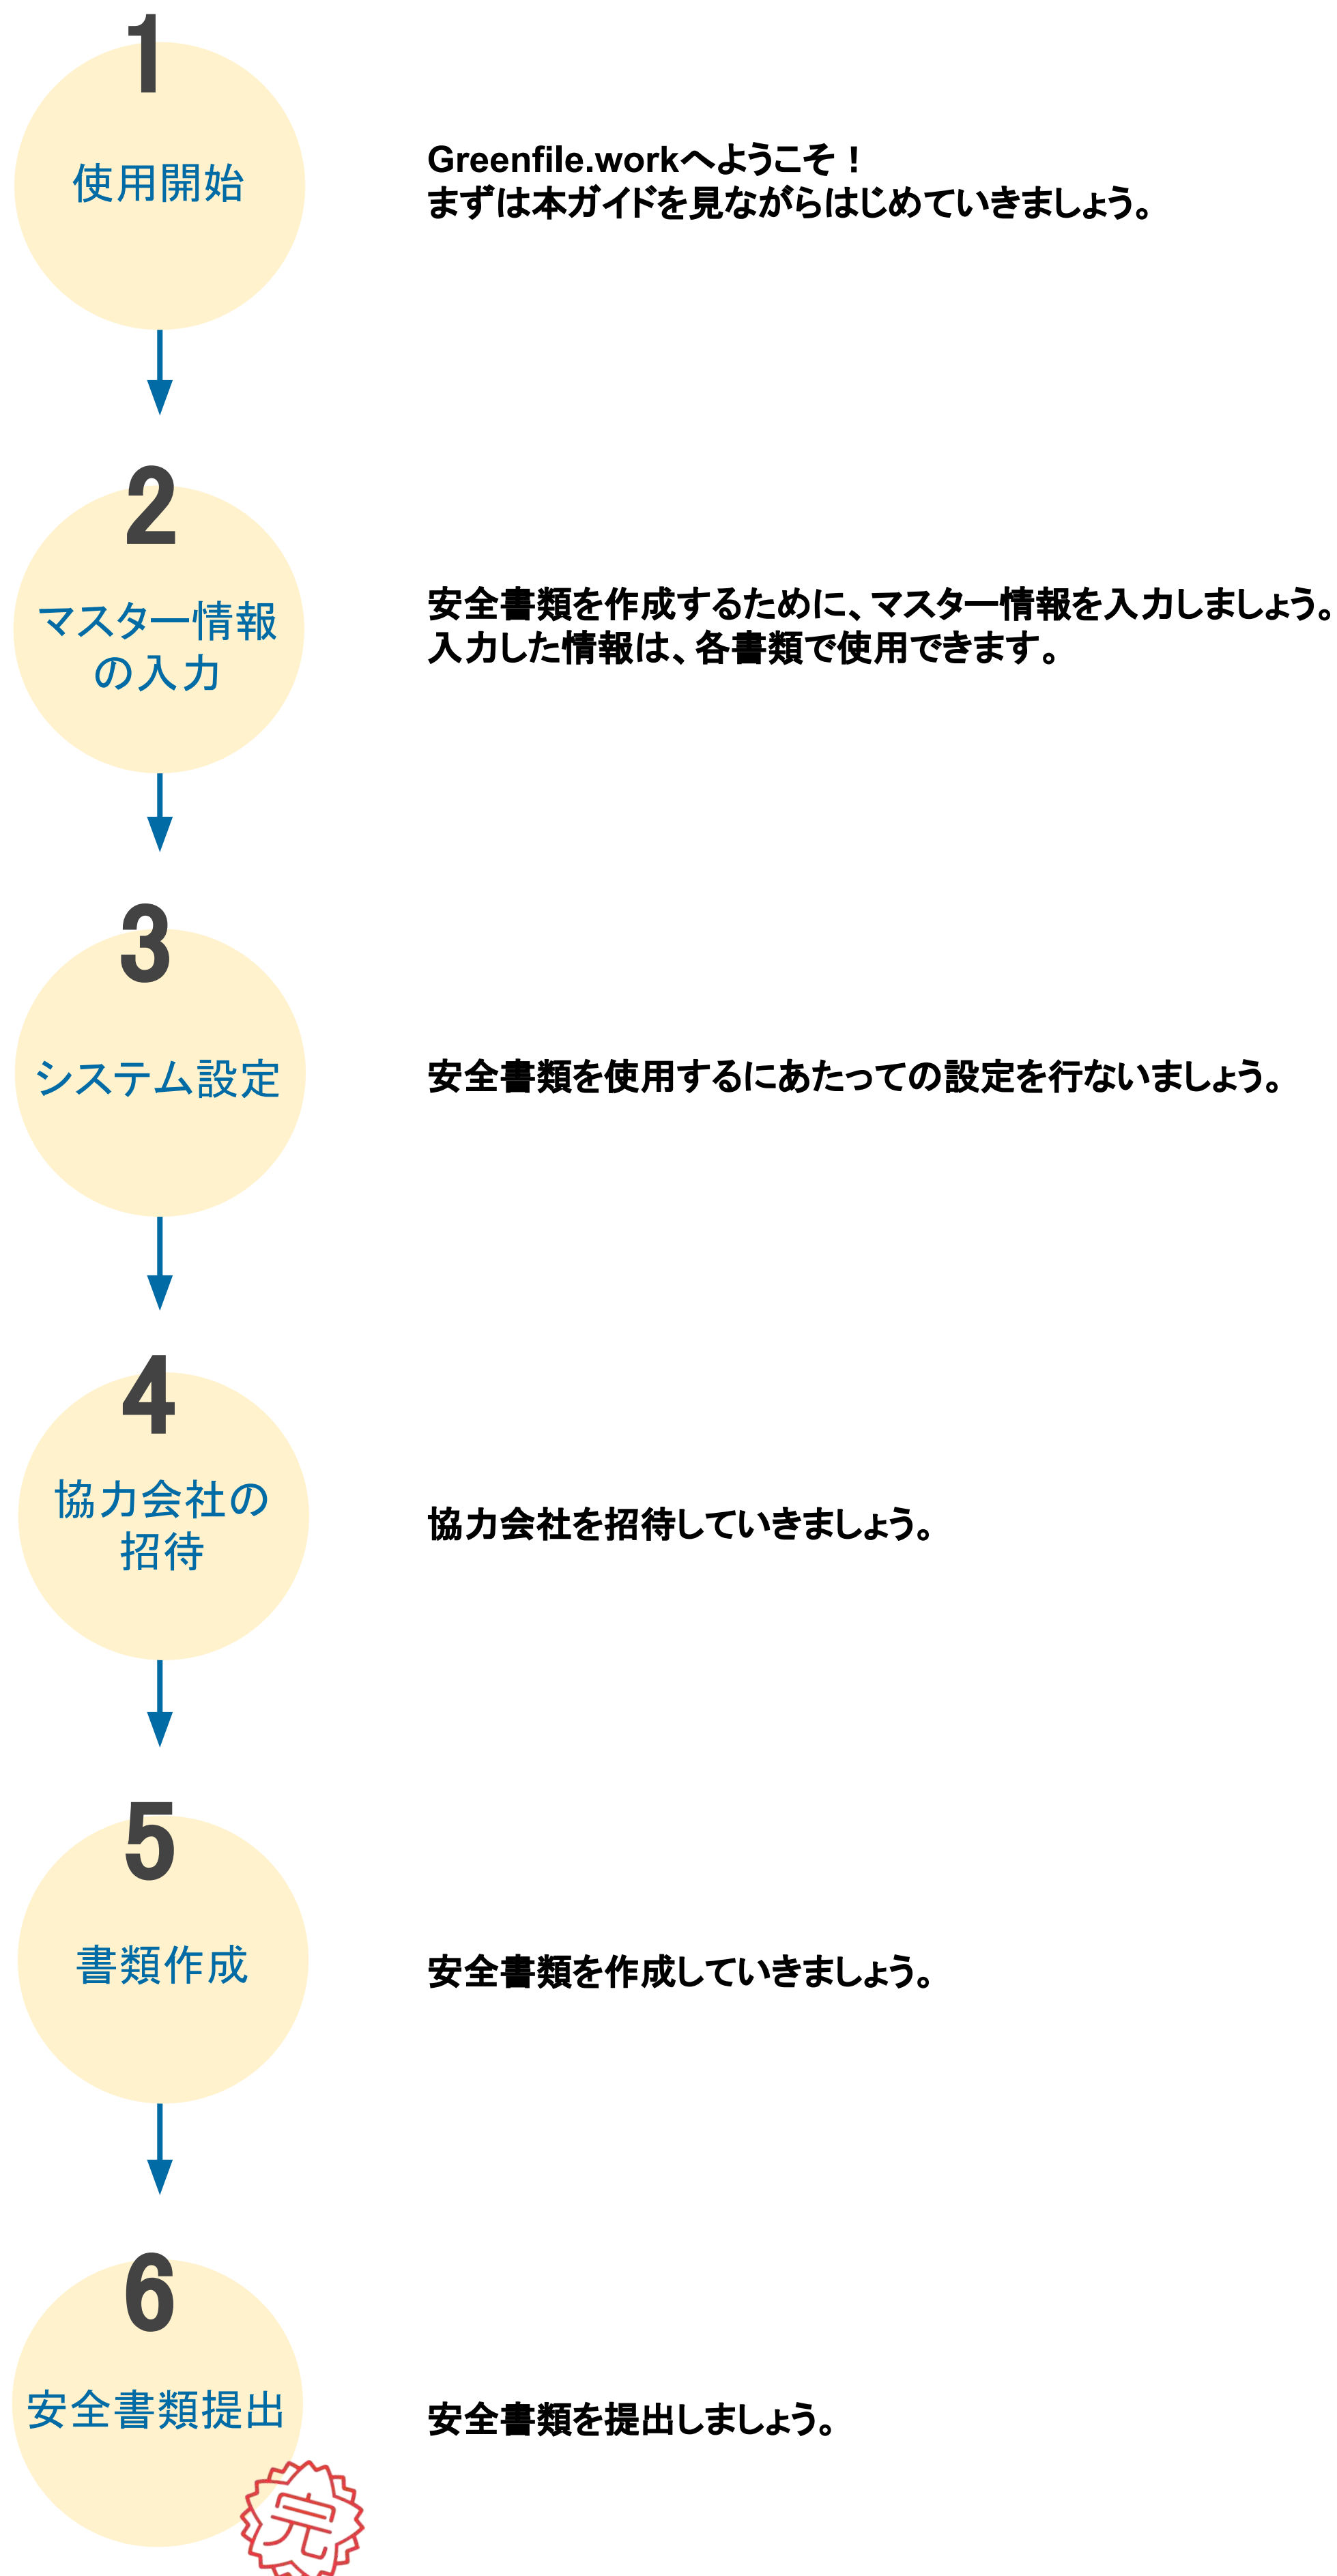 1
使用開始
Greenfile.workへようこそ！
まずは本ガイドを見ながらはじめていきましょう。
2
マスター情報
の入力
安全書類を作成するために、マスター情報を入力しましょう。
入力した情報は、各書類で使用できます。
3
システム設定
安全書類を使用するにあたっての設定を行ないましょう。
4
協力会社の
招待
協力会社を招待していきましょう。
5
書類作成
安全書類を作成していきましょう。
6
安全書類提出
安全書類を提出しましょう。
完